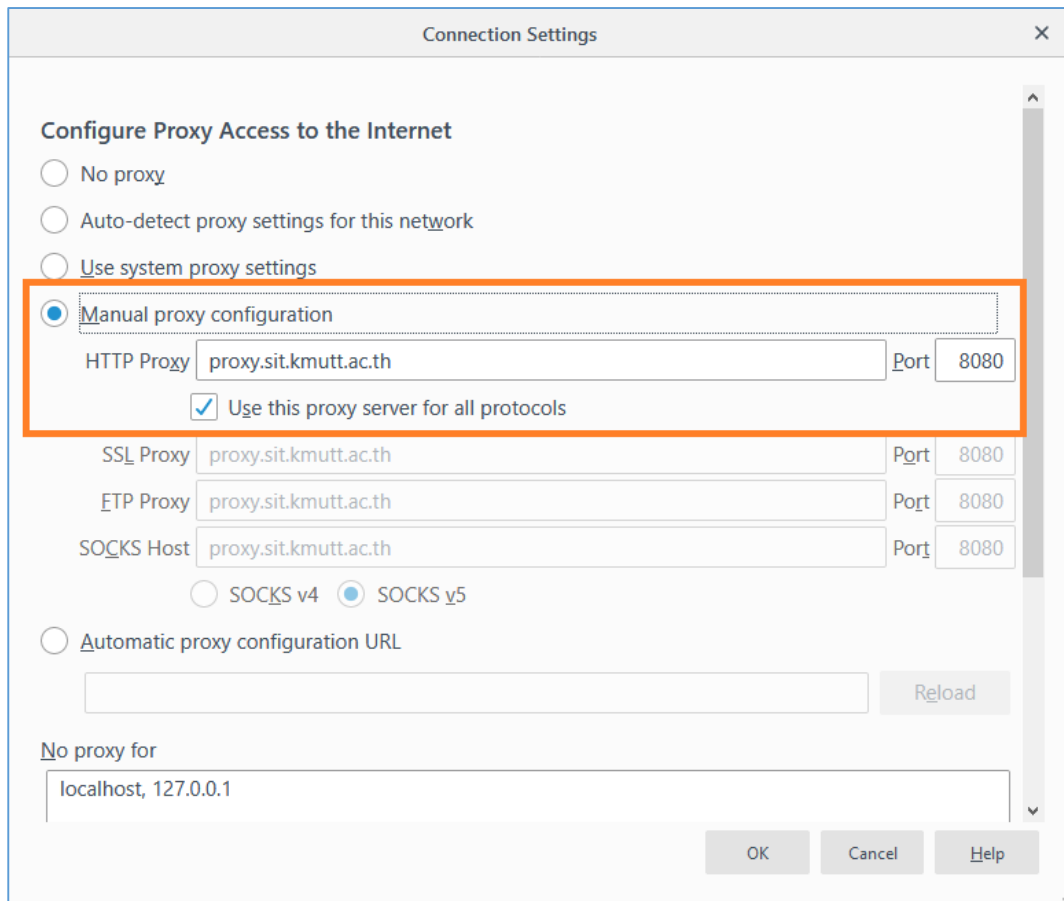 Connection Settings
Configure Proxy Access to the Internet
No proxy
Auto-detect proxy settings for this network
Use system proxy settings
Manual proxy configuration
HTTP Proxy proxy.sit.kmutt.ac.th Port 8080
Use this proxy server for all protocols
SSL Proxy proxy.sit.kmutt.ac.th Port 8080
FTP Proxy proxy.sit.kmutt.ac.th Port 8080
SOCKS Host proxy.sit.kmutt.ac.th Port 8080
SOCKS v4 SOCKS v5
Automatic proxy configuration URL
Reload
No proxy for
localhost, 127.0.0.1
OK Cancel Help